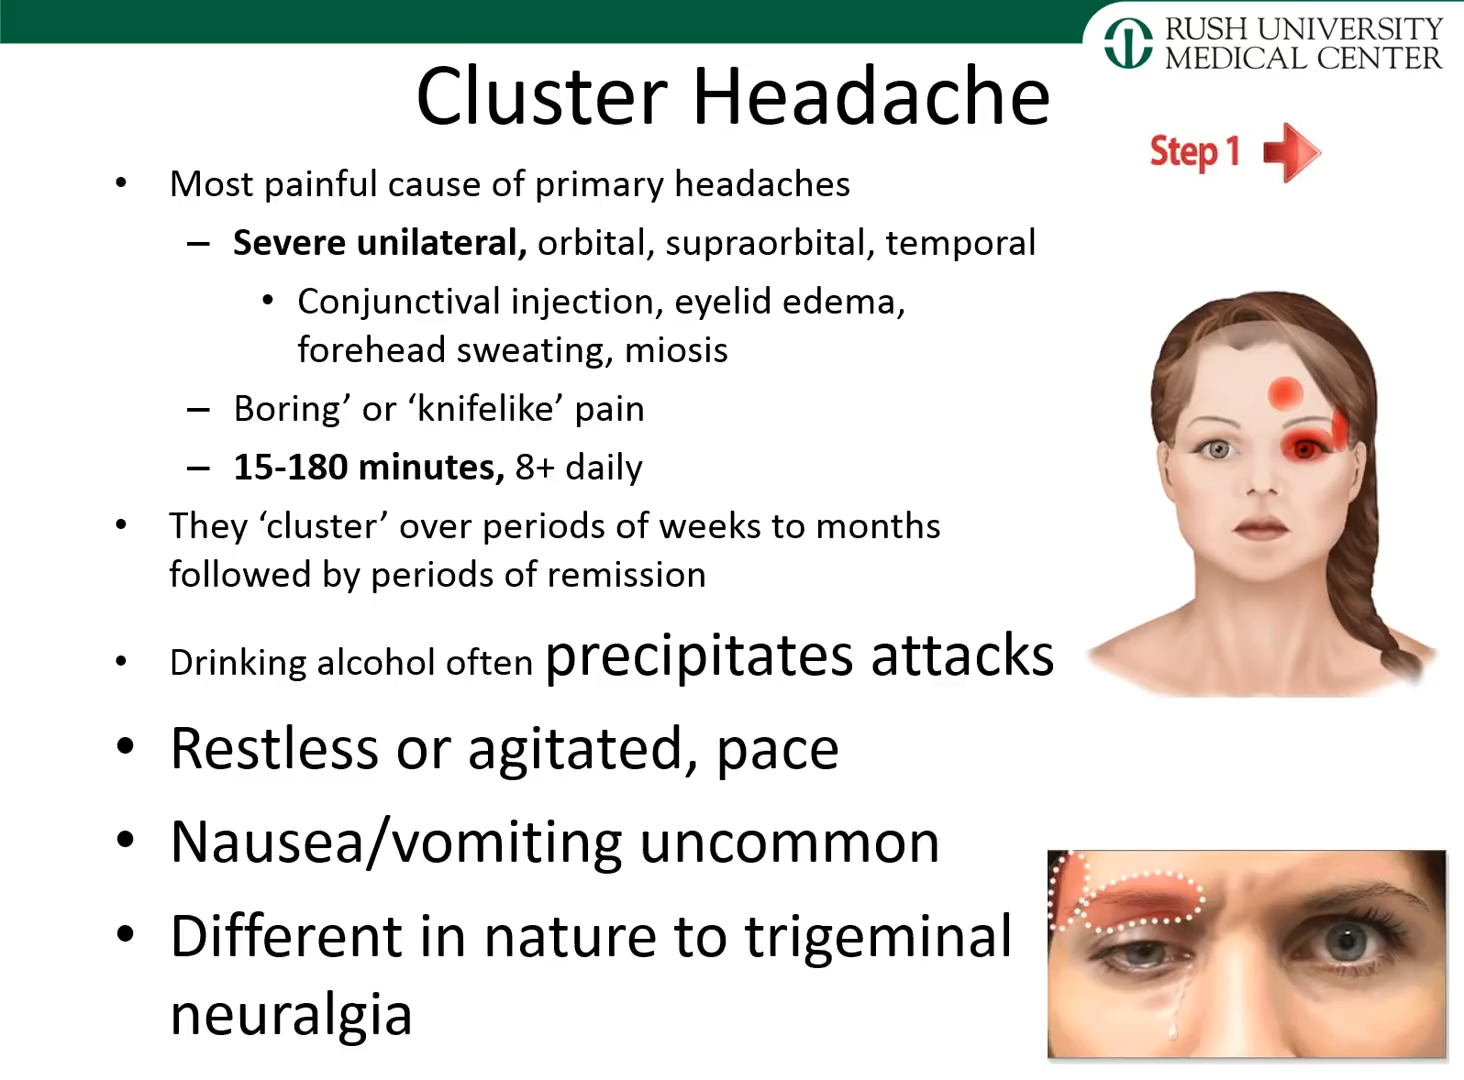 RUSH UNIVERSITY
MEDICAL CENTER
Cluster Headache
Step 1
• Most painful cause of primary headaches
– Severe unilateral, orbital, supraorbital, temporal
• Conjunctival injection, eyelid edema,
forehead sweating, miosis
– Boring’ or ‘knifelike’ pain
– 15-180 minutes, 8+ daily
• They ‘cluster’ over periods of weeks to months
followed by periods of remission
• Drinking alcohol often precipitates attacks
• Restless or agitated, pace
• Nausea/vomiting uncommon
• Different in nature to trigeminal
neuralgia